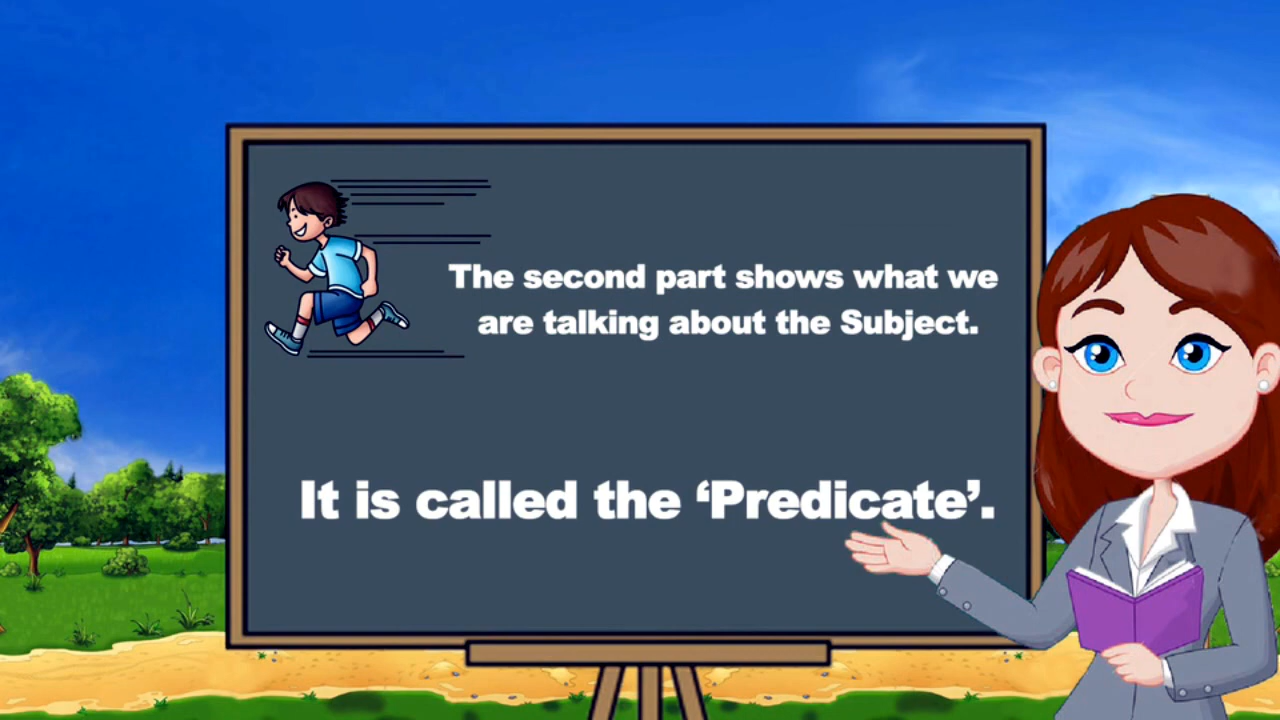 The second part shows what we
are talking about the Subject.
It is called the ‘Predicate’.